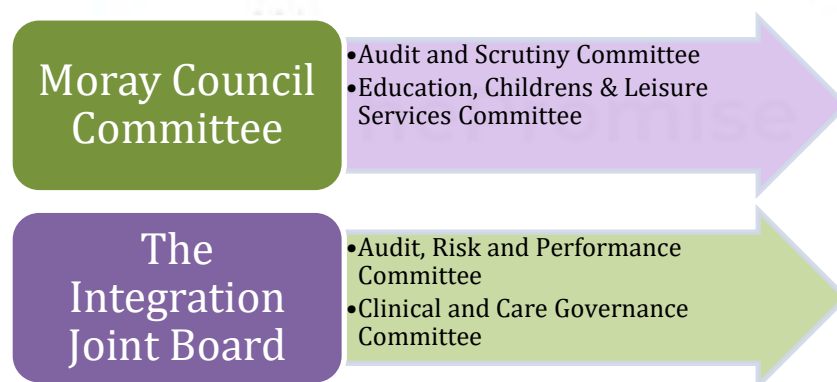 Moray Council
Committee
•Audit and Scrutiny Committee
•Education, Childrens & Leisure
Services Committee
The
Integration
Joint Board
•Audit, Risk and Performance
Committee
•Clinical and Care Governance
Committee